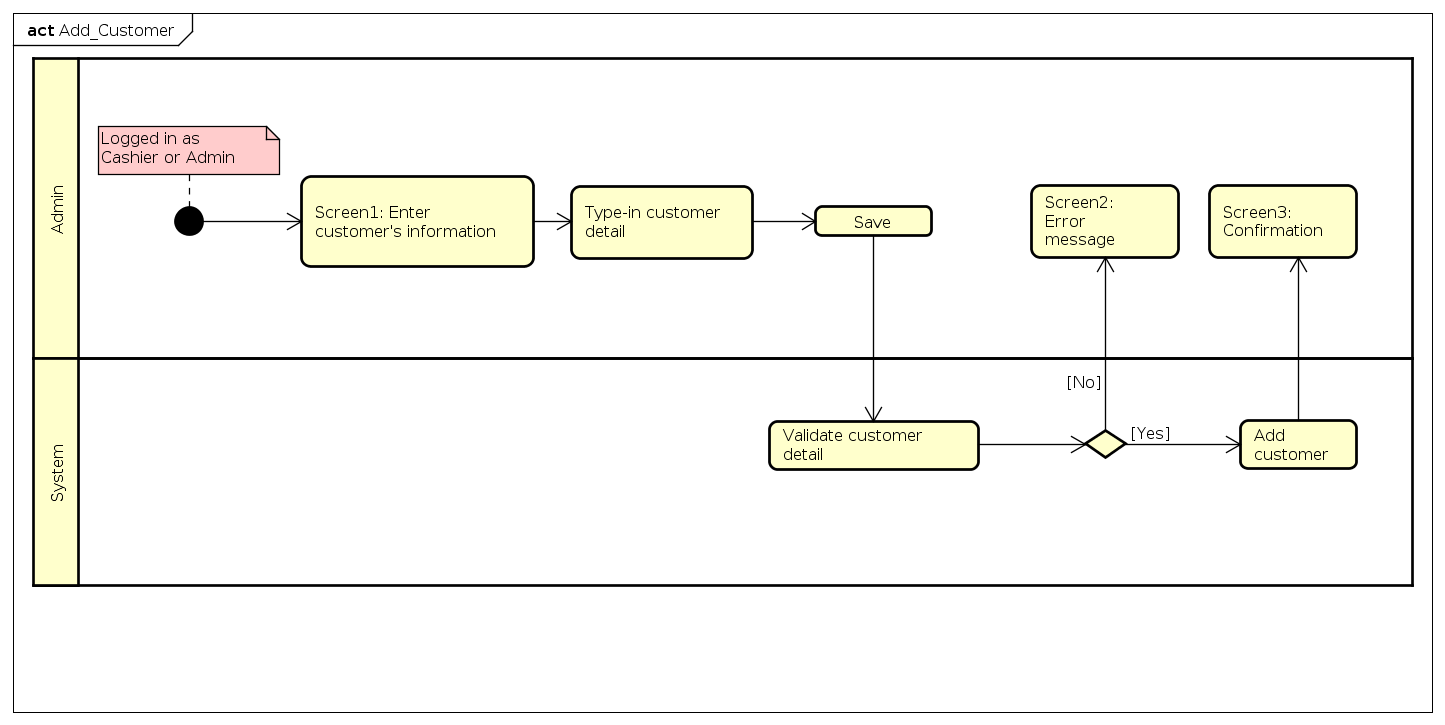 act Add_Customer
Admin
Logged in as
Cashier or Admin
Screen1: Enter
customer's information
Type-in customer
detail
Save
Screen2:
Error
message
Screen3:
Confirmation
System
Validate customer
detail
[No]
[Yes]
Add
customer